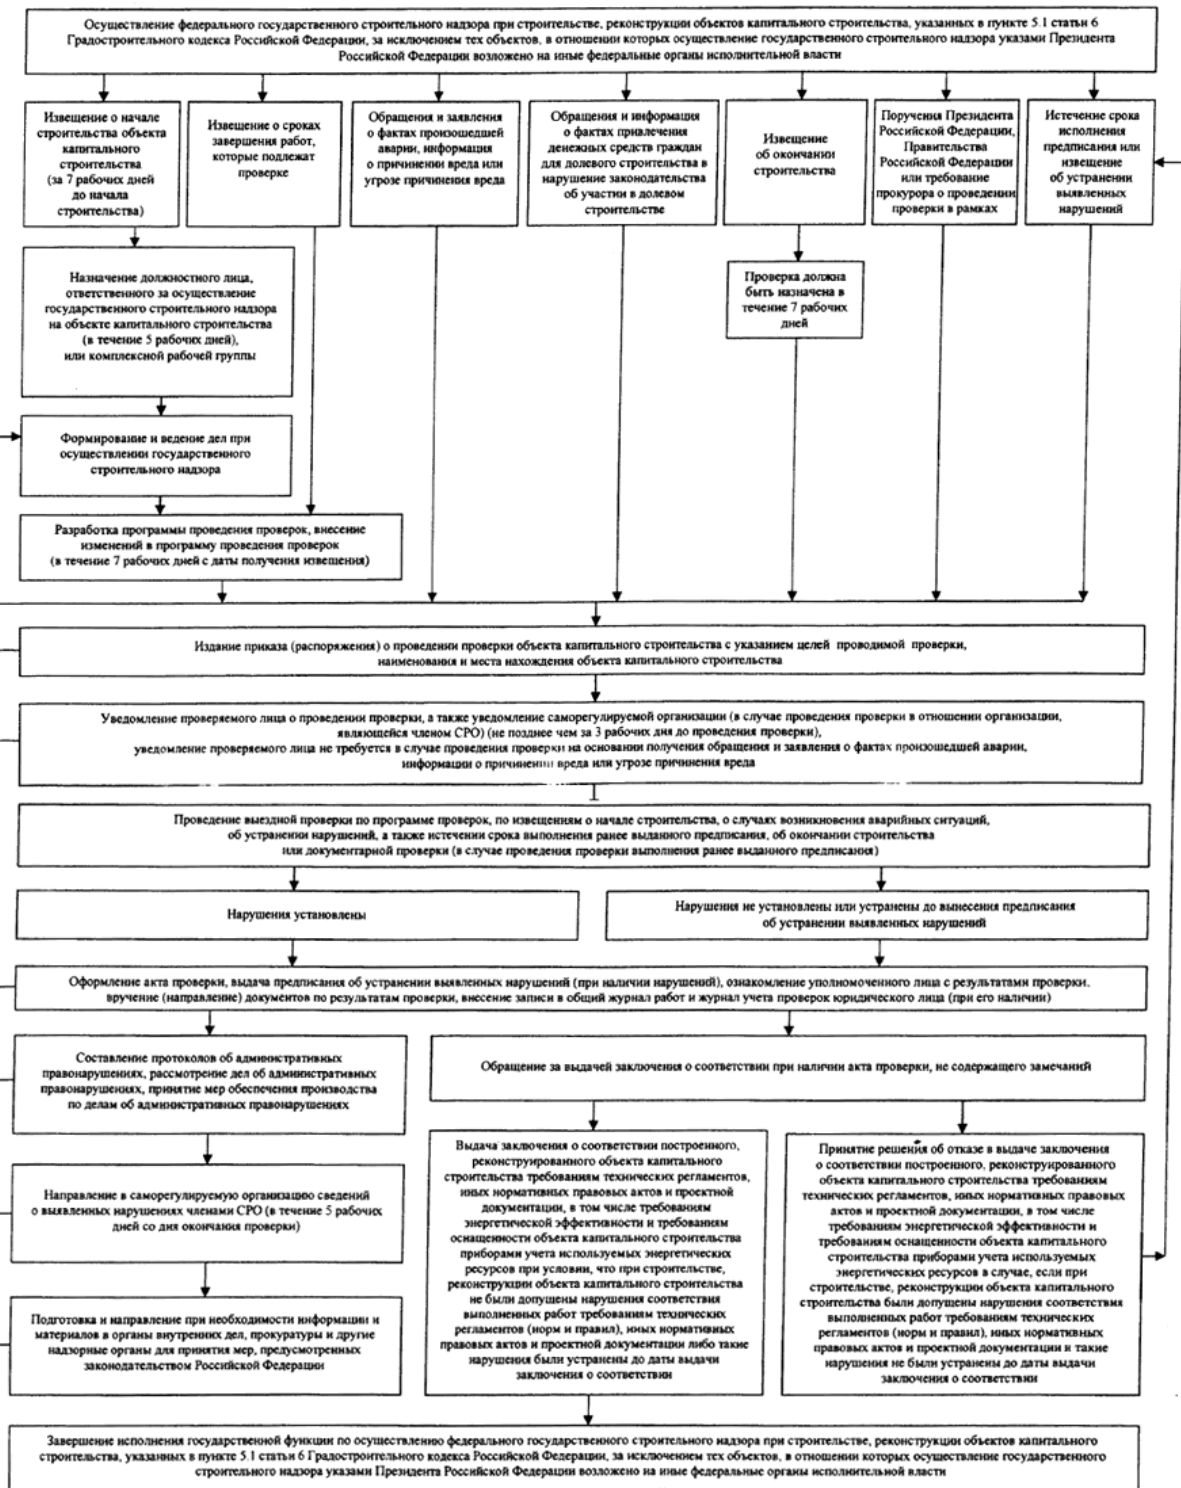 Осуществление федерального государственного строительного надзора при строительстве, реконструкции объектов капитального строительства, указанных в пункте 5.1 статьи 6
Градостроительного кодекса Российской Федерации, за исключением тех объектов, в отношении которых осуществление государственного строительного надзора указами Президента
Российской Федерации возложено на иные федеральные органы исполнительной власти
Извещение о начале
строительства объекта
капитального
строительства
(за 7 рабочих дней
до начала
строительства)
Извещение о сроках
завершения работ,
которые подлежат
проверке
Обращения и заявления
о фактах произошедшей
аварии, информация
о причинении вреда или
угрозе причинения вреда
Обращения и информация
о фактах привлечения
денежных средств граждан
для долевого строительства в
нарушение законодательства
об участии в долевом
строительстве
Извещение
об окончании
строительства
Поручения Президента
Российской Федерации,
Правительства
Российской Федерации
или требование
прокурора о проведении
проверки в рамках
Истечение срока
исполнения
предписания или
извещение
об устранении
выявленных
нарушений
Назначение должностного лица,
ответственного за осуществление
государственного строительного надзора
на объекте капитального строительства
(в течение 5 рабочих дней),
или комплексной рабочей группы
Проверка должна
быть назначена в
течение 7 рабочих
дней
Формирование и ведение дел при
осуществлении государственного
строительного надзора
Разработка программы проведения проверок, внесение
изменений в программу проведения проверок
(в течение 7 рабочих дней с даты получения извещения)
Издание приказа (распоряжения) о проведении проверки объекта капитального строительства с указанием целей проводимой проверки,
наименования и места нахождения объекта капитального строительства
Уведомление проверяемого лица о проведении проверки, а также уведомление саморегулируемой организации (в случае проведения проверки в отношении организации,
являющейся членом СРО) (не позднее чем за 3 рабочих дня до проведения проверки),
уведомление проверяемого лица не требуется в случае проведения проверки на основании получения обращения и заявления о фактах произошедшей аварии,
информации о причинении вреда или угрозе причинения вреда
Проведение выездной проверки по программе проверок, по извещениям о начале строительства, о случаях возникновения аварийных ситуаций,
об устранении нарушений, а также истечении срока выполнения ранее выданного предписания, об окончании строительства
или документарной проверки (в случае проведения проверки выполнения ранее выданного предписания)
Нарушения установлены
Нарушения не установлены или устранены до вынесения предписания
об устранении выявленных нарушений
Оформление акта проверки, выдача предписания об устранении выявленных нарушений (при наличии нарушений), ознакомление уполномоченного лица с результатами проверки.
вручение (направление) документов по результатам проверки, внесение записи в общий журнал работ и журнал учета проверок юридического лица (при его наличии)
Составление протоколов об административных
правонарушениях, рассмотрение дел об административных
правонарушениях, принятие мер обеспечения производства
по делам об административных правонарушениях
Обращение за выдачей заключения о соответствии при наличии акта проверки, не содержащего замечаний
Направление в саморегулируемую организацию сведений
о выявленных нарушениях членами СРО (в течение 5 рабочих
дней со дня окончания проверки)
Подготовка и направление при необходимости информации и
материалов в органы внутренних дел, прокуратуры и другие
надзорные органы для принятия мер, предусмотренных
законодательством Российской Федерации
Выдача заключения о соответствии построенного,
реконструированного объекта капитального
строительства требованиям технических регламентов,
иных нормативных правовых актов и проектной
документации, в том числе требованиям
энергетической эффективности и требованиям
оснащенности объекта капитального строительства
приборами учета используемых энергетических
ресурсов при условии, что при строительстве,
реконструкции объекта капитального строительства
не были допущены нарушения соответствия
выполненных работ требованиям технических
регламентов (норм и правил), иных нормативных
правовых актов и проектной документации либо такие
нарушения были устранены до даты выдачи
заключения о соответствии
Принятие решения об отказе в выдаче заключения
о соответствии построенного, реконструированного
объекта капитального строительства требованиям
технических регламентов, иных нормативных правовых
актов и проектной документации, в том числе
требованиям энергетической эффективности и
требованиям оснащенности объекта капитального
строительства приборами учета используемых
энергетических ресурсов в случае, если при
строительстве, реконструкции объекта капитального
строительства были допущены нарушения соответствия
выполненных работ требованиям технических
регламентов (норм и правил), иных нормативных
правовых актов и проектной документации и такие
нарушения не были устранены до даты выдачи
заключения о соответствии
Завершение исполнения государственной функции по осуществлению федерального государственного строительного надзора при строительстве, реконструкции объектов капитального
строительства, указанных в пункте 5.1 статьи 6 Градостроительного кодекса Российской Федерации, за исключением тех объектов, в отношении которых осуществление государственного
строительного надзора указами Президента Российской Федерации возложено на иные федеральные органы исполнительной власти